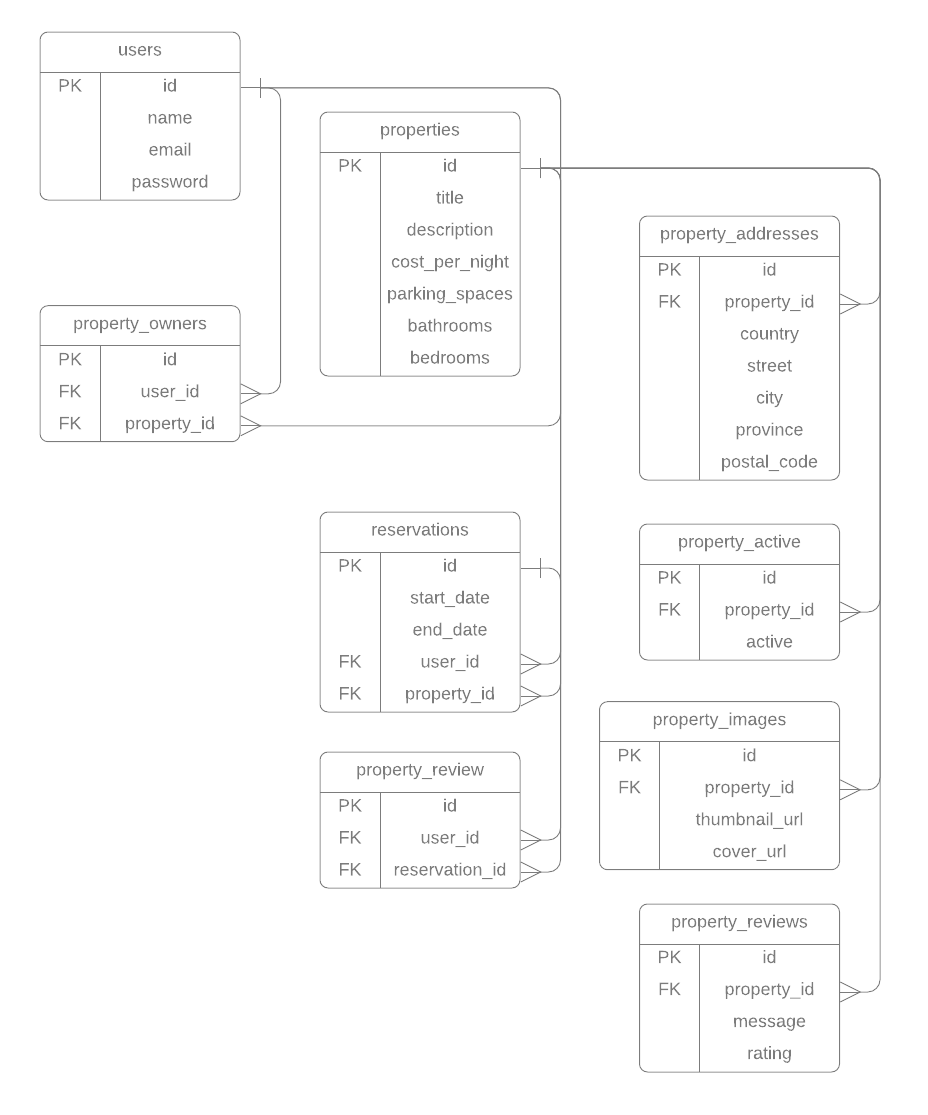 users
PK id
name
email
password
properties
PK id
title
description
cost_per_night
parking_spaces
bathrooms
bedrooms
property_addresses
PK id
FK property_id
country
street
city
province
postal_code
property_owners
PK id
FK user_id
FK property_id
reservations
PK id
start_date
end_date
FK user_id
FK property_id
property_active
PK id
FK property_id
active
property_images
PK id
FK property_id
thumbnail_url
cover_url
property_review
PK id
FK user_id
FK reservation_id
property_reviews
PK id
FK property_id
message
rating